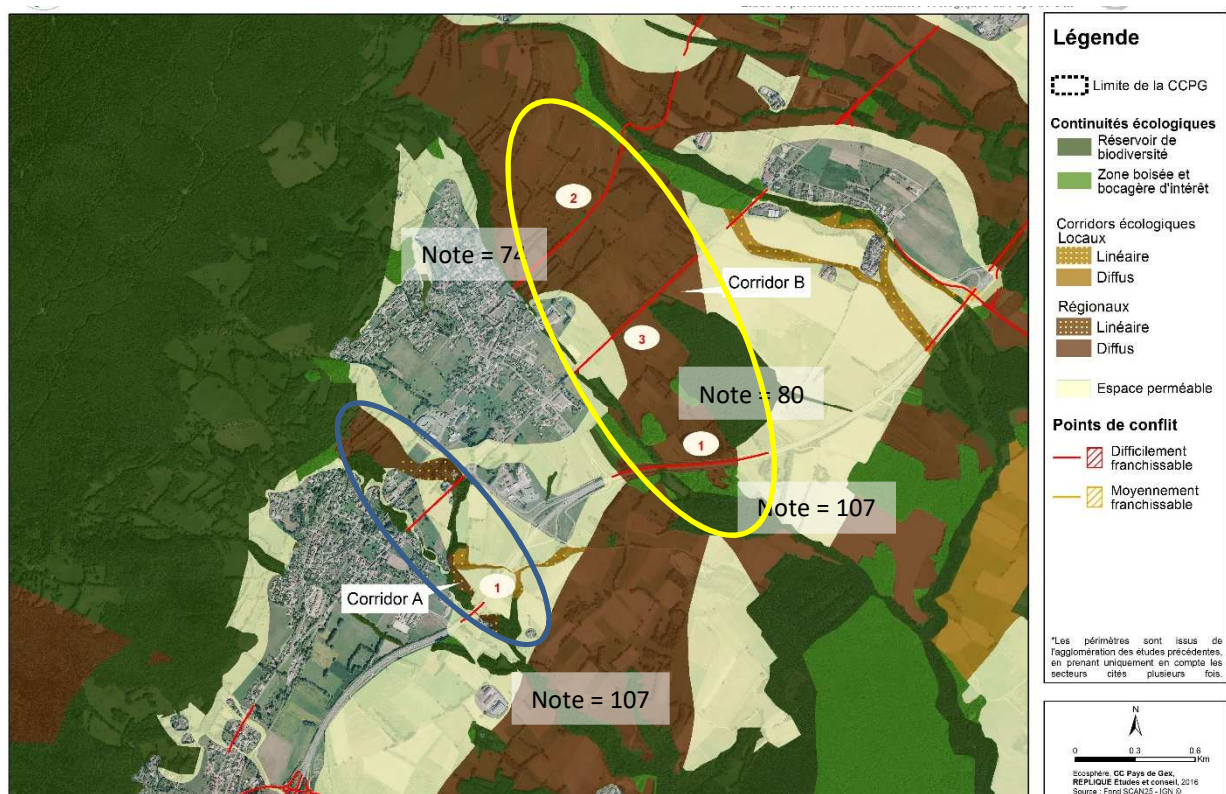 2
Note = 74
Corridor B
3
Note = 80
1
Note = 107
Corridor A
1
Note = 107
Légende
Limite de la CCPG
Continuités écologiques
Réservoir de
biodiversité
Zone boisée et
bocagère d'intérêt
Corridors écologiques
Locaux
Linéaire
Diffus
Régionaux
Linéaire
Diffus
Espace perméable
Points de conflit
Difficilement
franchissable
Moyennement
franchissable
*Les périmètres sont issus de
l'agglomération des études précédentes,
en prenant uniquement en compte les
secteurs cités plusieurs fois.
N
0 0.3 0.6
Km
Ecosphère, CC Pays de Gex,
REPLIQUE Etudes et conseil, 2016
Source : Fond SCAN25 - IGN ©